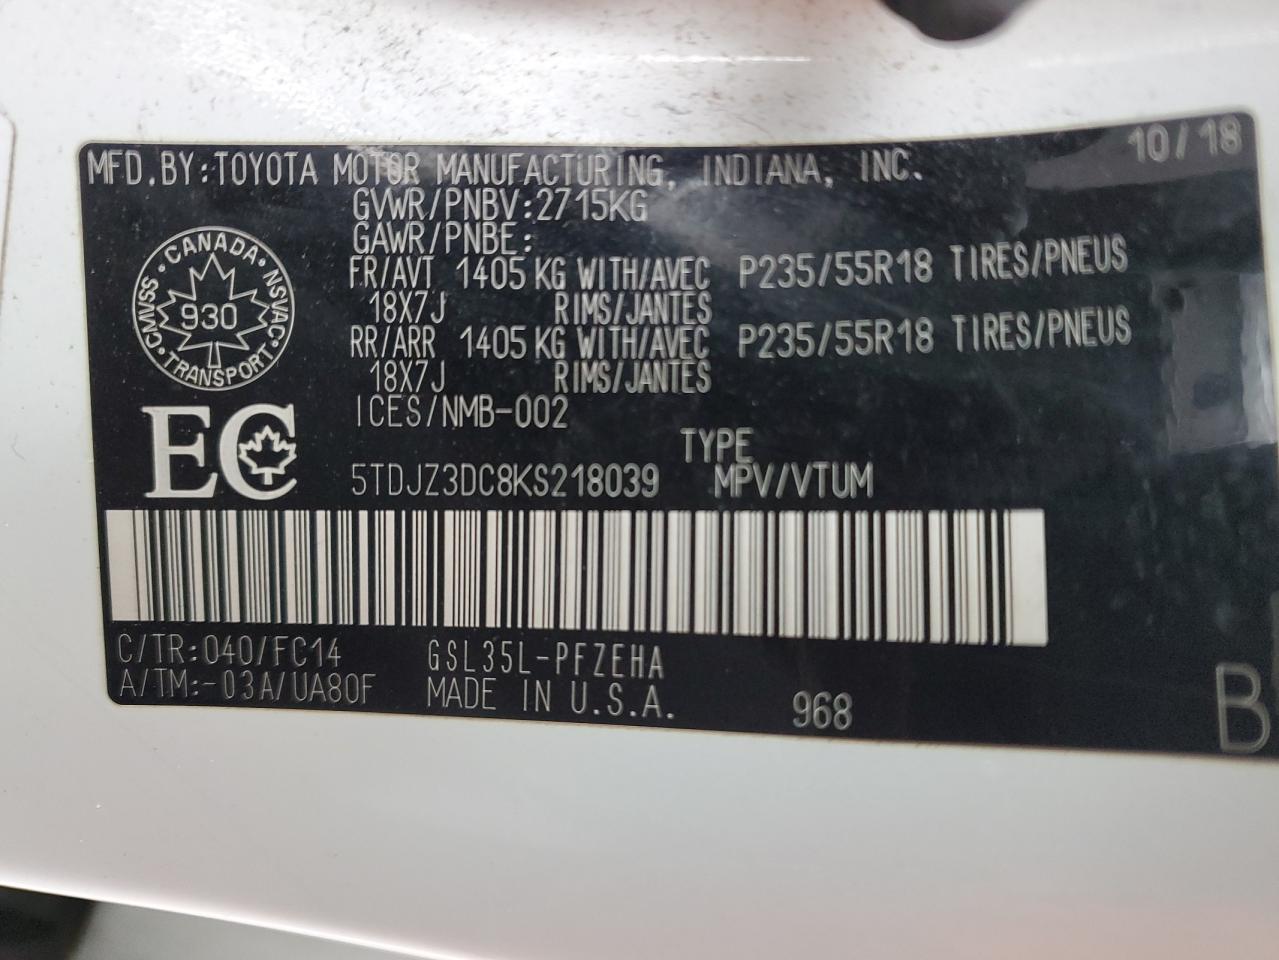 MFD. BY: TOYOTA MOTOR MANUFACTURING, INDIANA, INC. 10/18
GVWR/PNBV: 2715KG
GAWR/PNBE:
FR/AVT 1405 KG WITH/AVEC P235/55R18 TIRES/PNEUS
18X7J RIMS/JANTES
RR/ARR 1405 KG WITH/AVEC P235/55R18 TIRES/PNEUS
18X7J RIMS/JANTES
ICES/NMB-002
CANADA · NSVAC · TRANSPORT · CMVSS ·
930
EC
TYPE
5TDJZ3DC8KS218039 MPV/VTUM
C/TR: 040/FC14 GSL35L-PFZEHA
A/TM: -03A/UA80F MADE IN U.S.A. 968
B